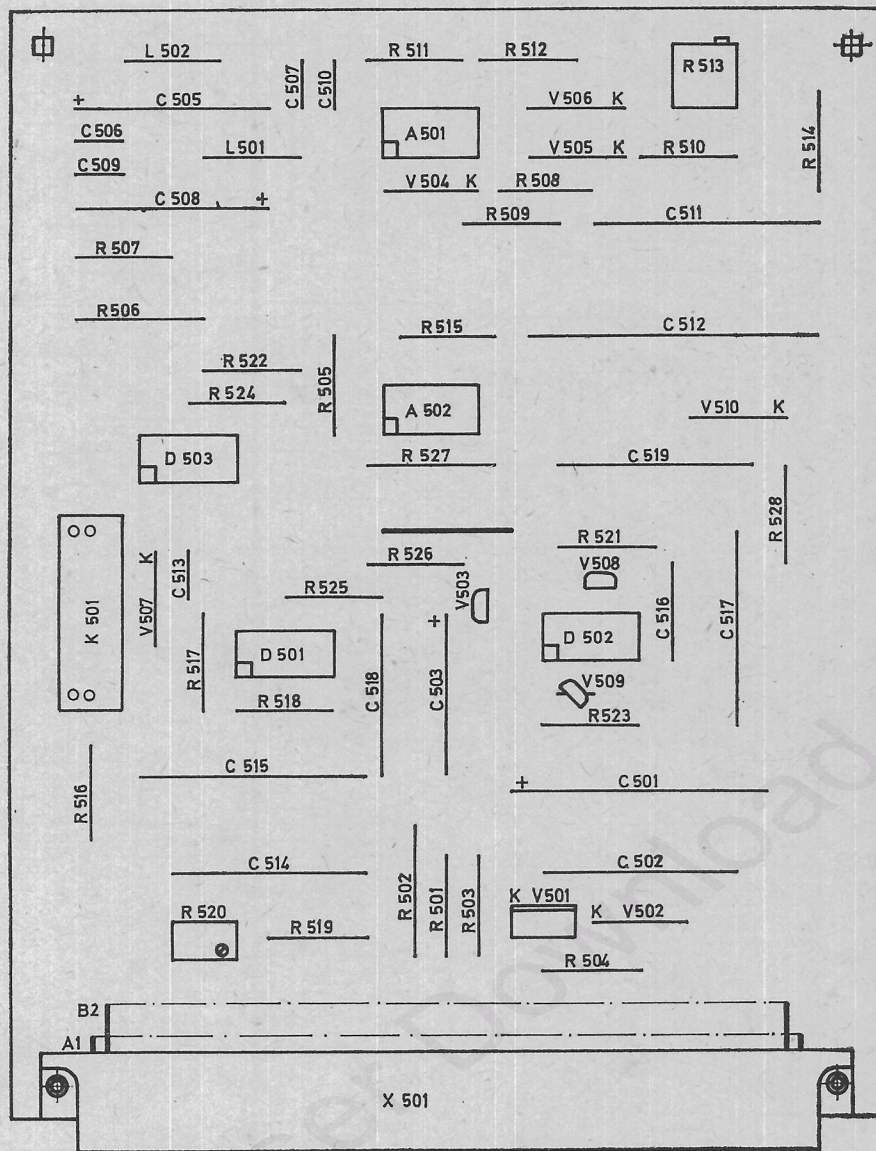 L 502
R 511
R 512
C 507
C 510
R 513
+ C 505
V 506 K
C 506
A 501
R 514
L 501
V 505 K
R 510
C 509
V 504 K
R 508
C 508 +
R 509
C 511
R 507
R 506
R 515
C 512
R 522
R 505
R 524
A 502
V 510 K
D 503
R 527
C 519
R 528
K 501
V 507 K
C 513
R 526
R 521
V 508
V 503
R 525
C 516
C 517
R 517
D 501
C 518
+
C 503
D 502
V 509
R 518
R 523
C 515
+ C 501
R 516
C 514
R 502
R 501
R 503
C 502
K V501
K V 502
R 520
R 519
R 504
B2
A1
X 501
ser Download